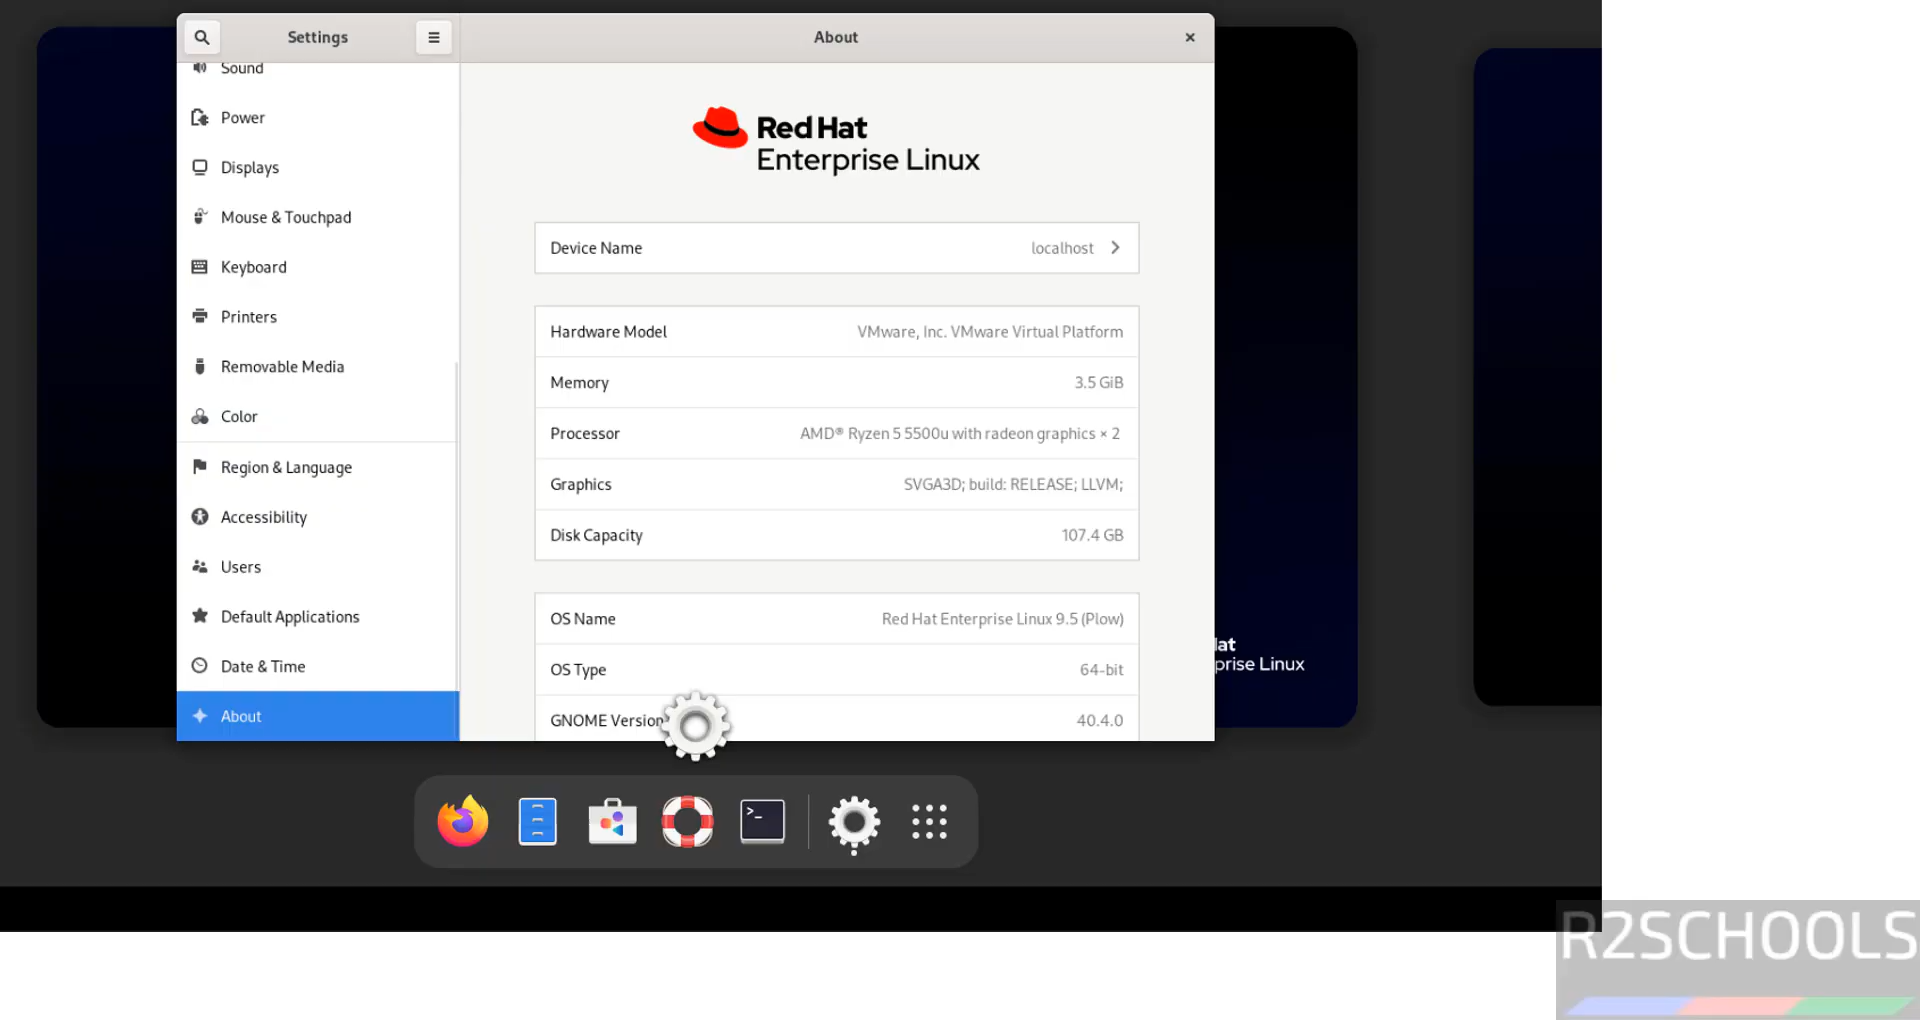 Settings
About
Sound
Power
Displays
Mouse & Touchpad
Keyboard
Printers
Removable Media
Color
Region & Language
Accessibility
Users
Default Applications
Date & Time
About
Red Hat
Enterprise Linux
Device Name localhost
Hardware Model VMware, Inc. VMware Virtual Platform
Memory 3.5 GiB
Processor AMD® Ryzen 5 5500u with radeon graphics × 2
Graphics SVGA3D; build: RELEASE; LLVM;
Disk Capacity 107.4 GB
OS Name Red Hat Enterprise Linux 9.5 (Plow)
OS Type 64-bit
GNOME Version 40.4.0
lat
prise Linux
>_
R2SCHOOLS